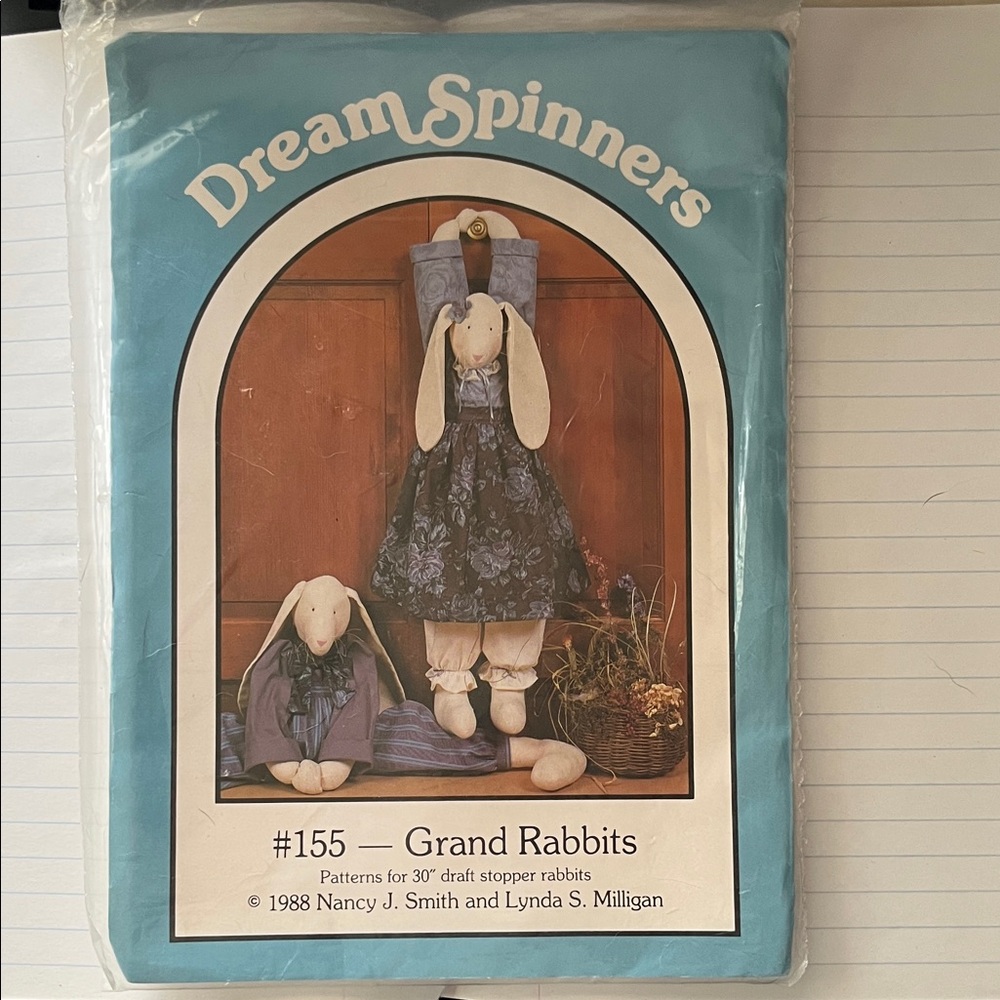 Dream Spinners
#155 — Grand Rabbits
Patterns for 30" draft stopper rabbits
© 1988 Nancy J. Smith and Lynda S. Milligan